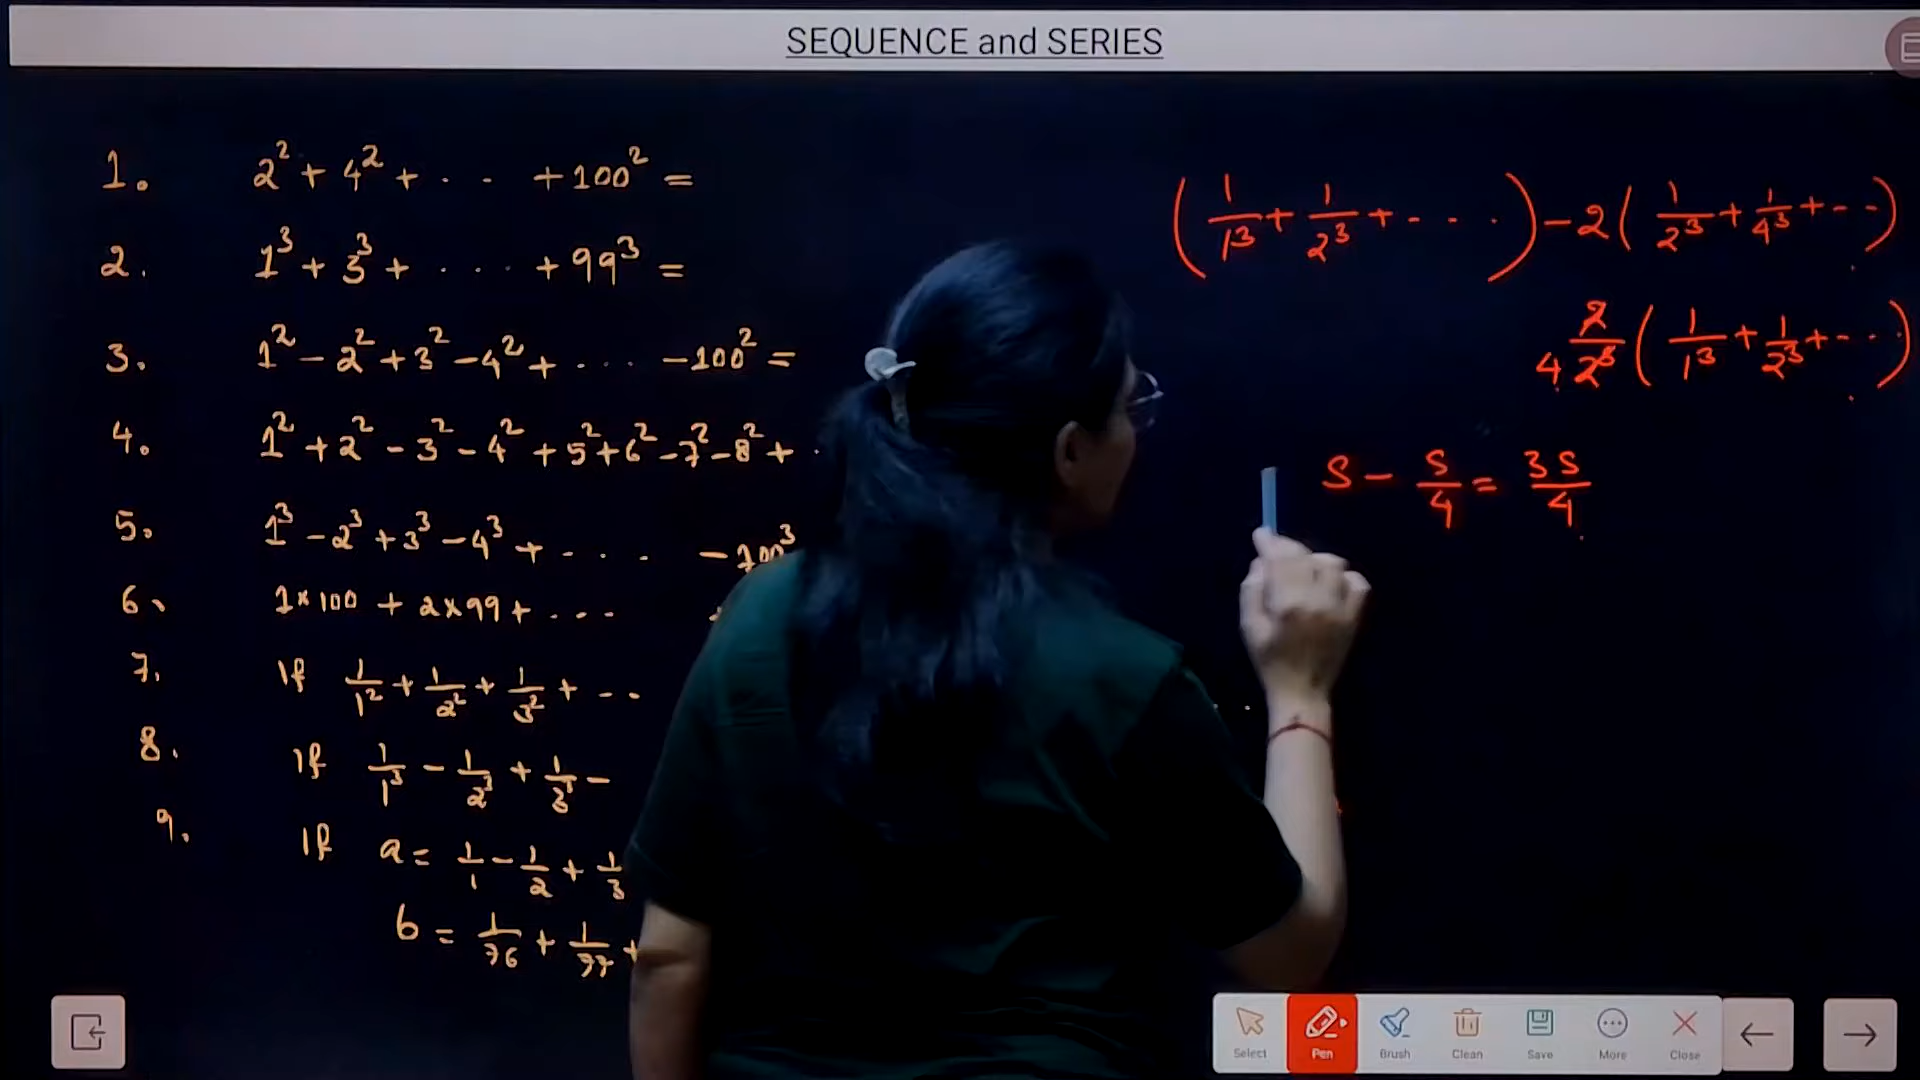 SEQUENCE and SERIES
1. 2² + 4² + . . . + 100² =
2. 1³ + 3³ + . . . . + 99³ =
3. 1² - 2² + 3² - 4² + . . . . - 100² =
4. 1² + 2² - 3² - 4² + 5² + 6² - 7² - 8² + .
5. 1³ - 2³ + 3³ - 4³ + . . . . - 100³
6. 1×100 + 2×99 + . . .
7. If 1/1² + 1/2² + 1/3² + . .
8. If 1/1³ - 1/2³ + 1/3³ -
9. If a = 1/1 - 1/2 + 1/3
b = 1/76 + 1/77 +
(1/1³ + 1/2³ + . . . .) - 2(1/2³ + 1/4³ + . .)
4 2/2³ (1/1³ + 1/2³ + . . .)
S - S/4 = 3S/4
Select
Pen
Brush
Clean
Save
More
Close